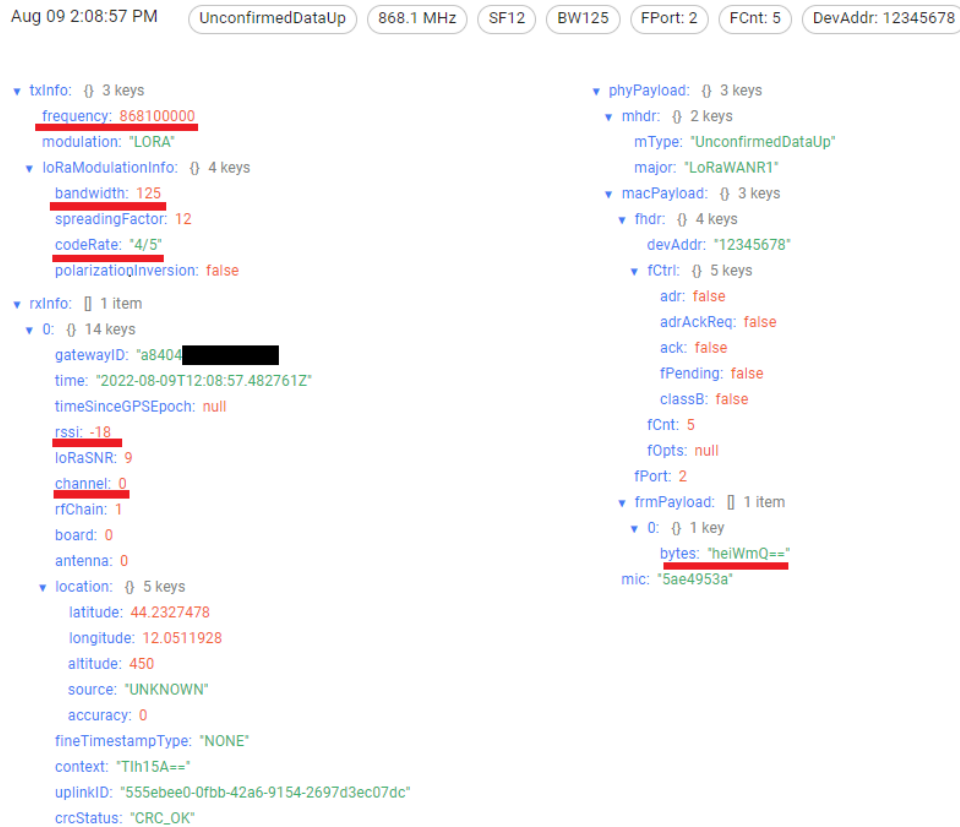 Aug 09 2:08:57 PM UnconfirmedDataUp 868.1 MHz SF12 BW125 FPort: 2 FCnt: 5 DevAddr: 12345678
txInfo: {} 3 keys
frequency: 868100000
modulation: "LORA"
loRaModulationInfo: {} 4 keys
bandwidth: 125
spreadingFactor: 12
codeRate: "4/5"
polarizationInversion: false
rxInfo: [] 1 item
0: {} 14 keys
gatewayID: "a8404
time: "2022-08-09T12:08:57.482761Z"
timeSinceGPSEpoch: null
rssi: -18
loRaSNR: 9
channel: 0
rfChain: 1
board: 0
antenna: 0
location: {} 5 keys
latitude: 44.2327478
longitude: 12.0511928
altitude: 450
source: "UNKNOWN"
accuracy: 0
fineTimestampType: "NONE"
context: "TIh15A=="
uplinkID: "555ebee0-0fbb-42a6-9154-2697d3ec07dc"
crcStatus: "CRC_OK"
phyPayload: {} 3 keys
mhdr: {} 2 keys
mType: "UnconfirmedDataUp"
major: "LoRaWANR1"
macPayload: {} 3 keys
fhdr: {} 4 keys
devAddr: "12345678"
fCtrl: {} 5 keys
adr: false
adrAckReq: false
ack: false
fPending: false
classB: false
fCnt: 5
fOpts: null
fPort: 2
frmPayload: [] 1 item
0: {} 1 key
bytes: "heiWmQ=="
mic: "5ae4953a"